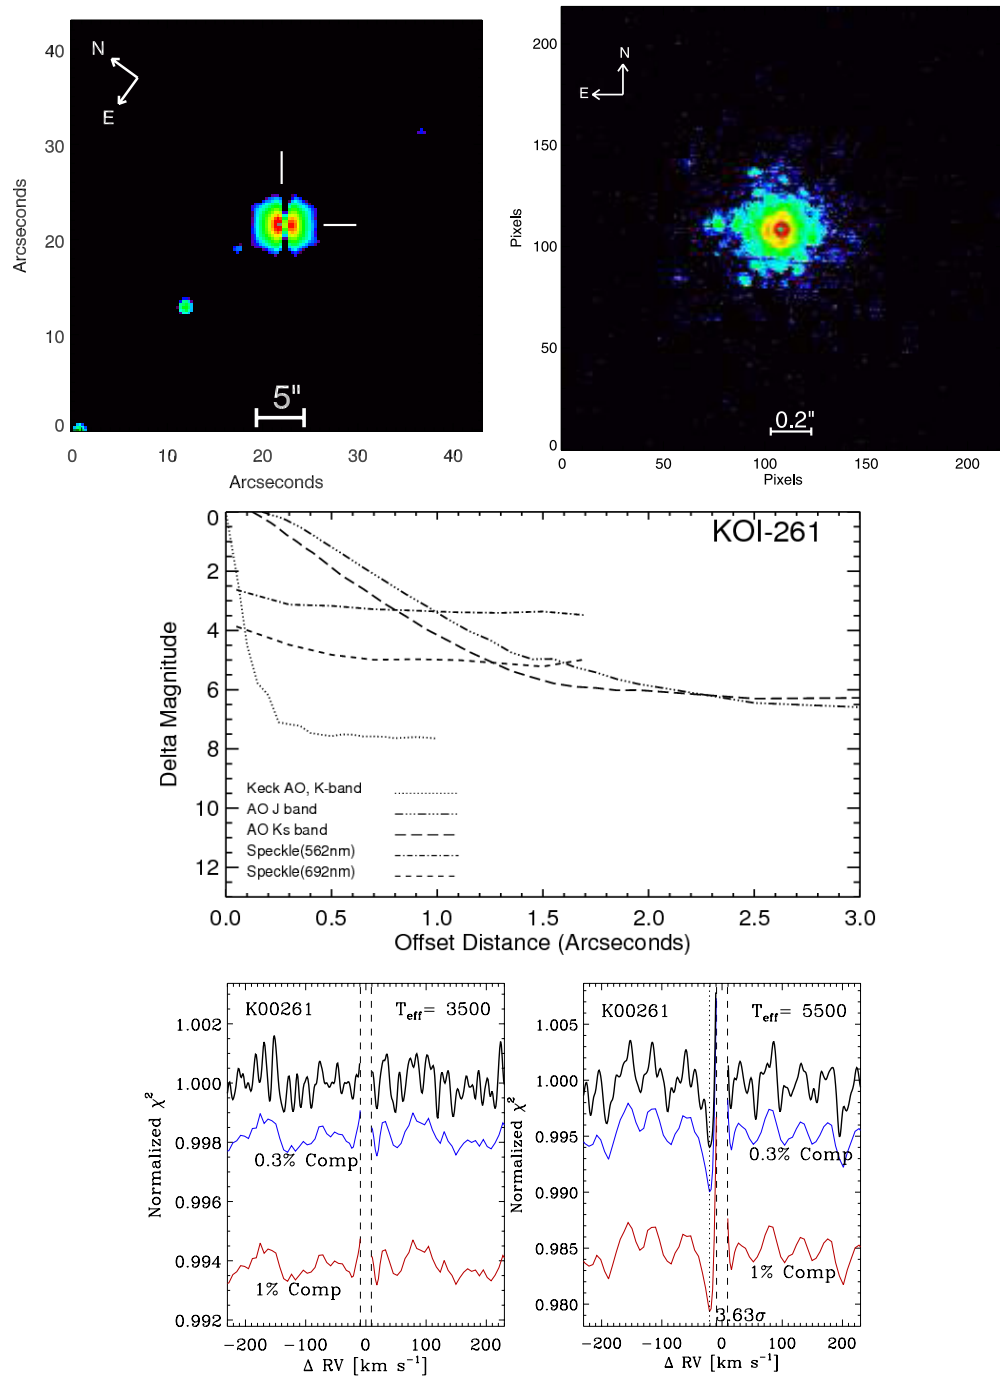 40
30
20
10
0
N
E
5"
0 10 20 30 40
Arcseconds
Arcseconds
200
150
100
50
0
N
E
0.2"
0 50 100 150 200
Pixels
Pixels
KOI-261
0
2
4
6
8
10
12
Delta Magnitude
Keck AO, K-band
AO J band
AO Ks band
Speckle(562nm)
Speckle(692nm)
0.0 0.5 1.0 1.5 2.0 2.5 3.0
Offset Distance (Arcseconds)
K00261 Teff= 3500
1.002
1.000
0.998
0.996
0.994
0.992
Normalized χ²
0.3% Comp
1% Comp
−200 −100 0 100 200
Δ RV [km s⁻¹]
K00261 Teff= 5500
1.005
1.000
0.995
0.990
0.985
0.980
Normalized χ²
0.3% Comp
1% Comp
3.63σ
−200 −100 0 100 200
Δ RV [km s⁻¹]